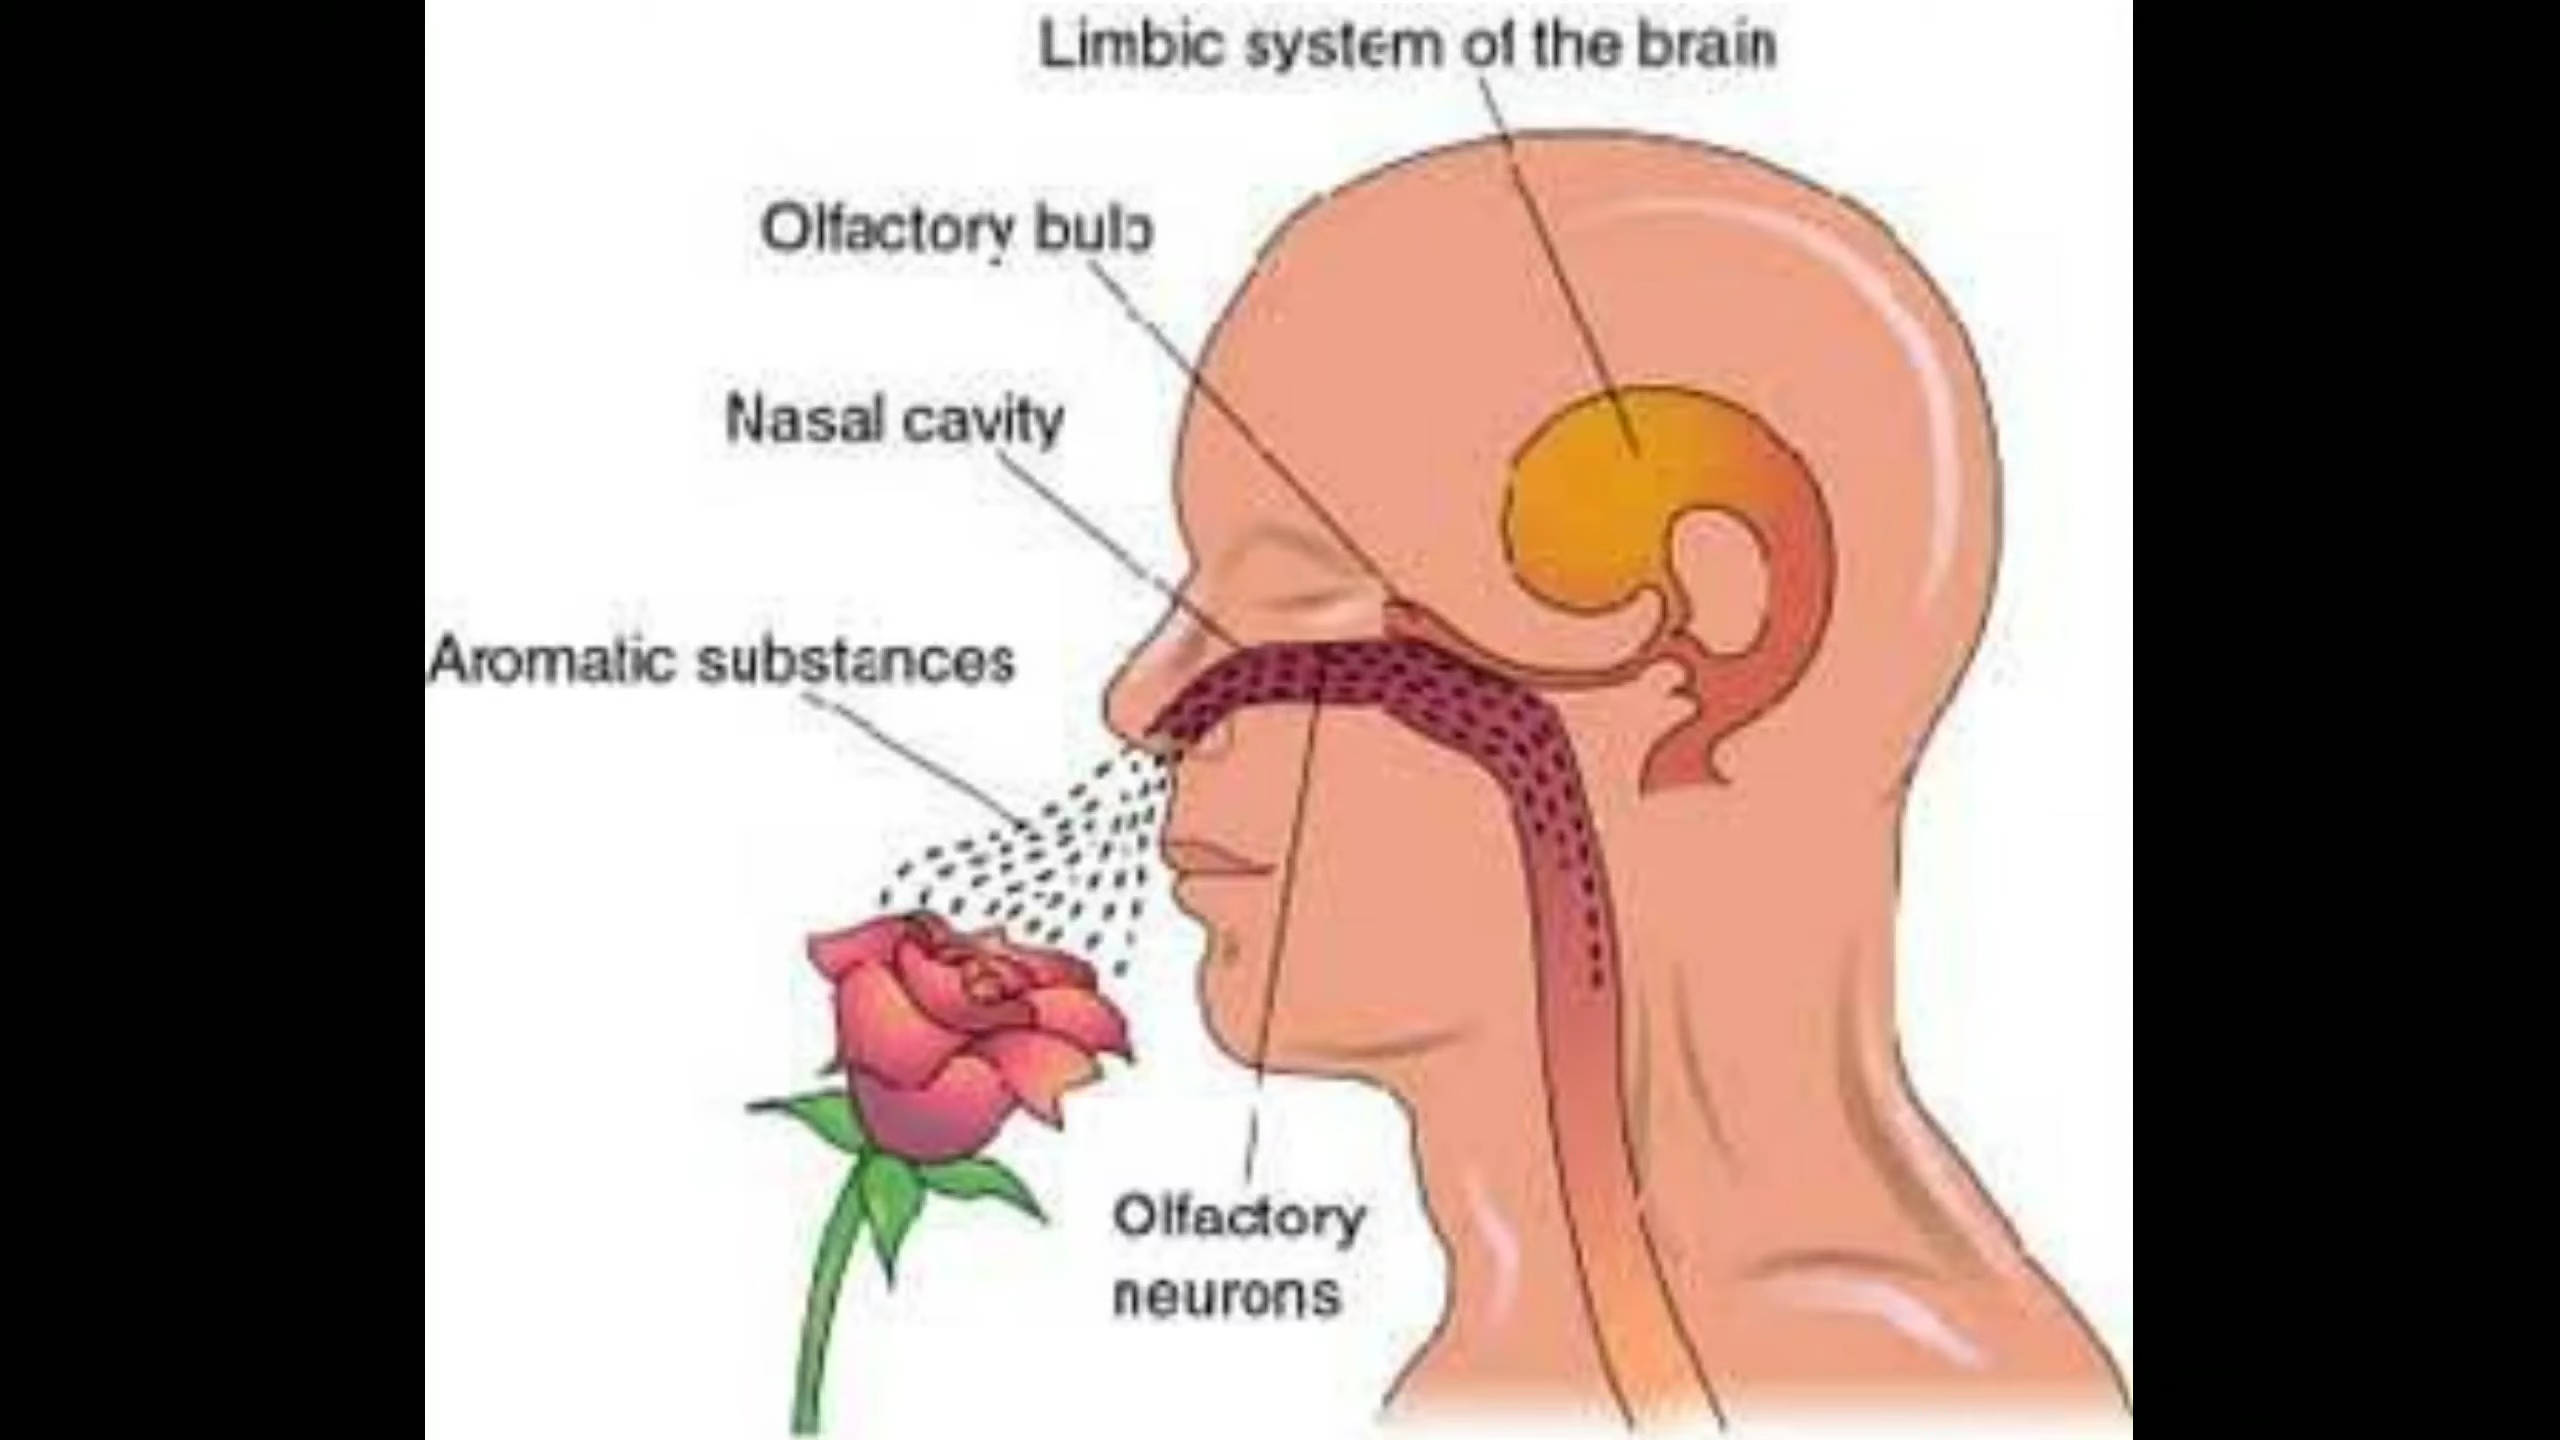 Limbic system of the brain
Olfactory bulb
Nasal cavity
Aromatic substances
Olfactory
neurons